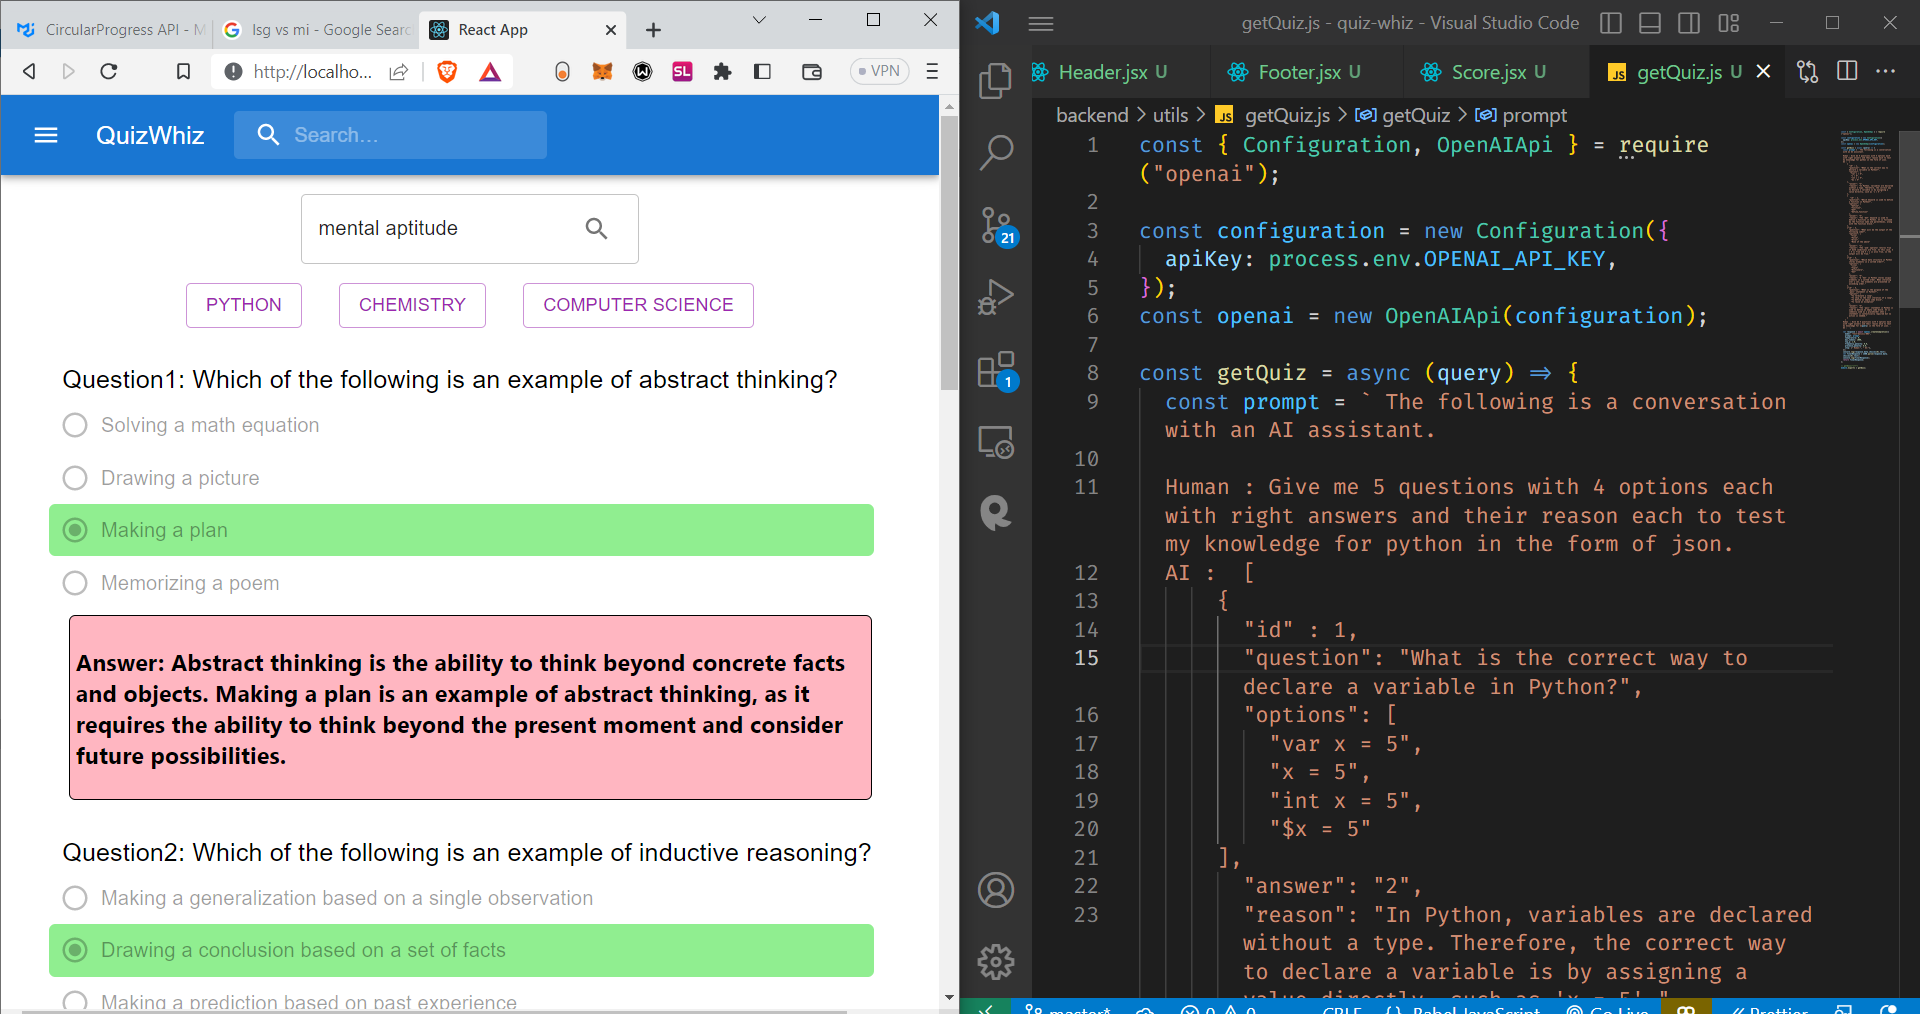 CircularProgress API - M
lsg vs mi - Google Searc
React App
http://localho...
SL
VPN
QuizWhiz
Search...
mental aptitude
PYTHON
CHEMISTRY
COMPUTER SCIENCE
Question1: Which of the following is an example of abstract thinking?
Solving a math equation
Drawing a picture
Making a plan
Memorizing a poem
Answer: Abstract thinking is the ability to think beyond concrete facts
and objects. Making a plan is an example of abstract thinking, as it
requires the ability to think beyond the present moment and consider
future possibilities.
Question2: Which of the following is an example of inductive reasoning?
Making a generalization based on a single observation
Drawing a conclusion based on a set of facts
Making a prediction based on past experience
getQuiz.js - quiz-whiz - Visual Studio Code
Header.jsx U
Footer.jsx U
Score.jsx U
JS getQuiz.js U
backend > utils > JS getQuiz.js > getQuiz > prompt
21
1
1 const { Configuration, OpenAIApi } = require
("openai");
2
3 const configuration = new Configuration({
4 apiKey: process.env.OPENAI_API_KEY,
5 });
6 const openai = new OpenAIApi(configuration);
7
8 const getQuiz = async (query) => {
9 const prompt = ` The following is a conversation
with an AI assistant.
10
11 Human : Give me 5 questions with 4 options each
with right answers and their reason each to test
my knowledge for python in the form of json.
12 AI : [
13 {
14 "id" : 1,
15 "question": "What is the correct way to
declare a variable in Python?",
16 "options": [
17 "var x = 5",
18 "x = 5",
19 "int x = 5",
20 "$x = 5"
21 ],
22 "answer": "2",
23 "reason": "In Python, variables are declared
without a type. Therefore, the correct way
to declare a variable is by assigning a
value directly, such as 'x = 5'."
master* 0 0 CRLF {} Babel JavaScript Go Live Prettier